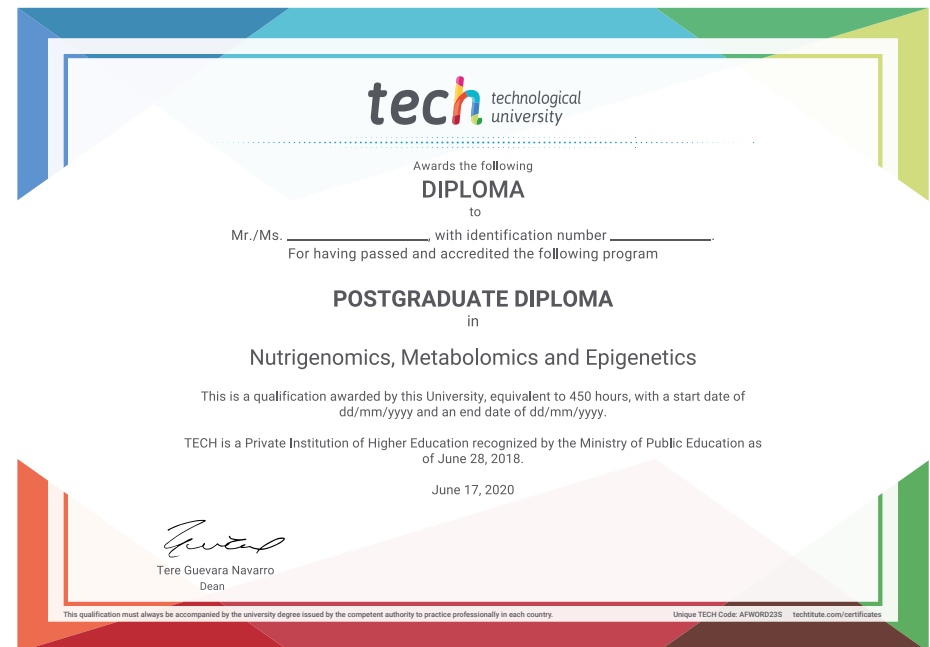 tech technological
university
Awards the following
DIPLOMA
to
Mr./Ms. ____________, with identification number ____________.
For having passed and accredited the following program
POSTGRADUATE DIPLOMA
in
Nutrigenomics, Metabolomics and Epigenetics
This is a qualification awarded by this University, equivalent to 450 hours, with a start date of
dd/mm/yyyy and an end date of dd/mm/yyyy.
TECH is a Private Institution of Higher Education recognized by the Ministry of Public Education as
of June 28, 2018.
June 17, 2020
Tere Guevara Navarro
Dean
This qualification must always be accompanied by the university degree issued by the competent authority to practice professionally in each country. Unique TECH Code: AFWORD23S techtitute.com/certificates